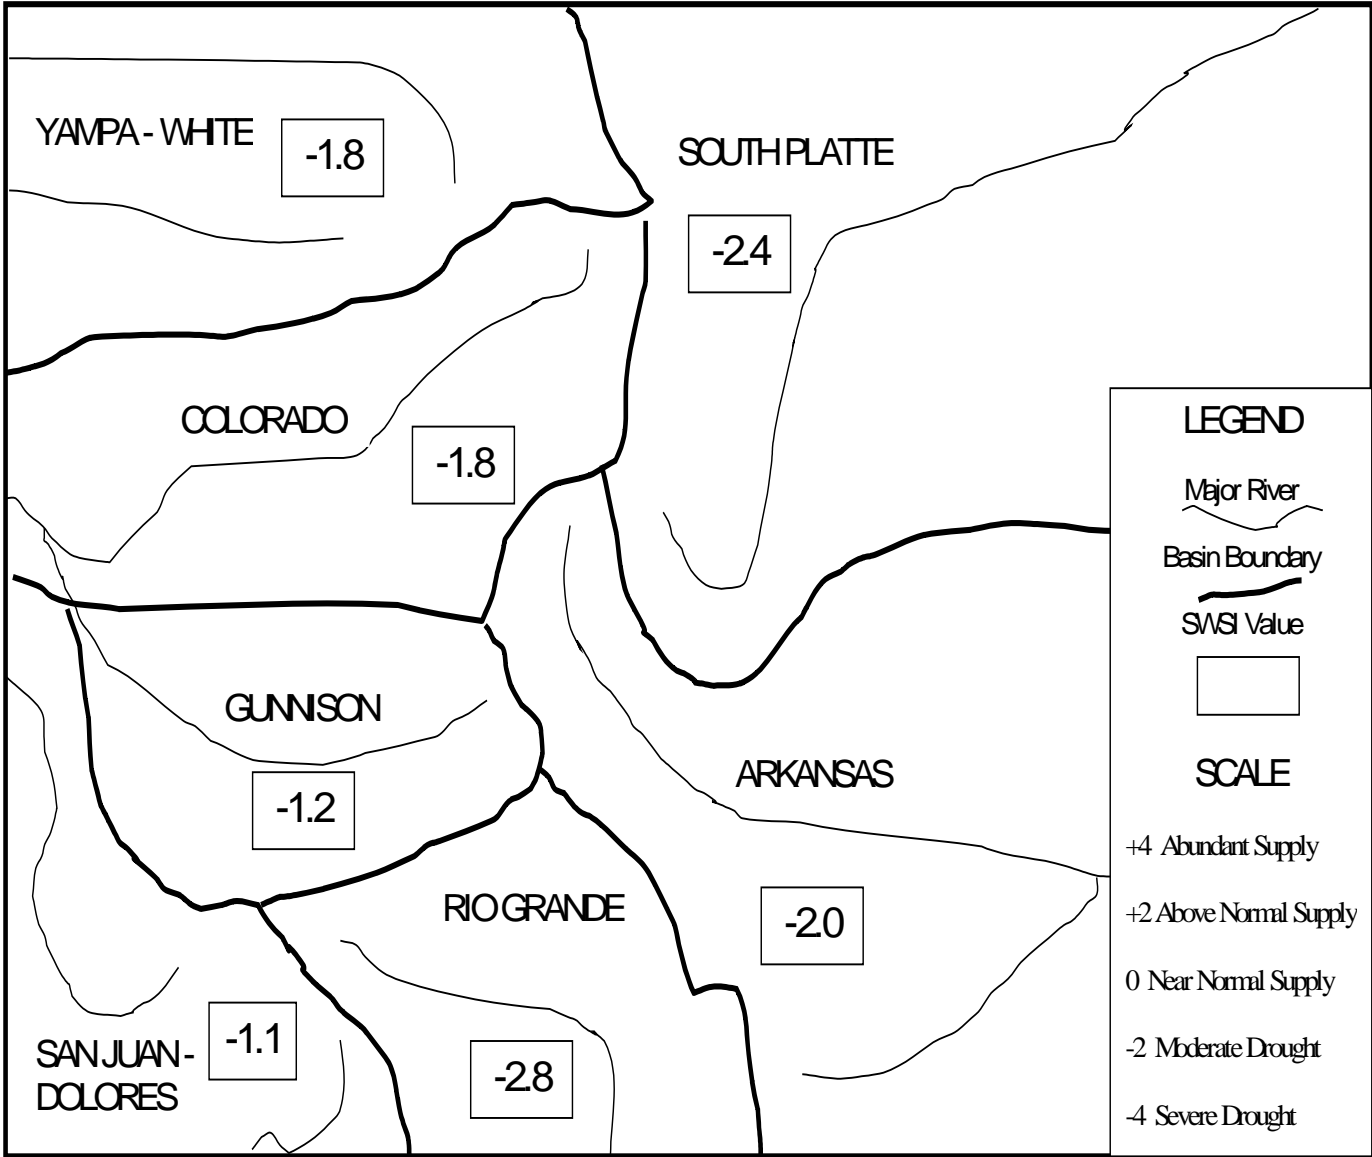 YAMPA - WHITE
-1.8
SOUTH PLATTE
-2.4
COLORADO
-1.8
GUNNISON
-1.2
ARKANSAS
-2.0
RIO GRANDE
-2.8
SAN JUAN -
DOLORES
-1.1
LEGEND
Major River
Basin Boundary
SWSI Value
SCALE
+4 Abundant Supply
+2 Above Normal Supply
0 Near Normal Supply
-2 Moderate Drought
-4 Severe Drought